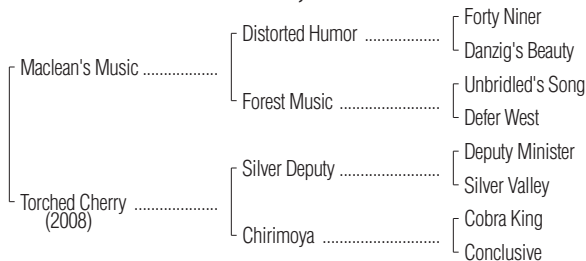 Forty Niner
Distorted Humor ..................
Danzig's Beauty
Maclean's Music ..................
Unbridled's Song
Forest Music ..........................
Defer West
Deputy Minister
Silver Deputy ........................
Silver Valley
Torched Cherry ....................
(2008)
Cobra King
Chirimoya ............................
Conclusive